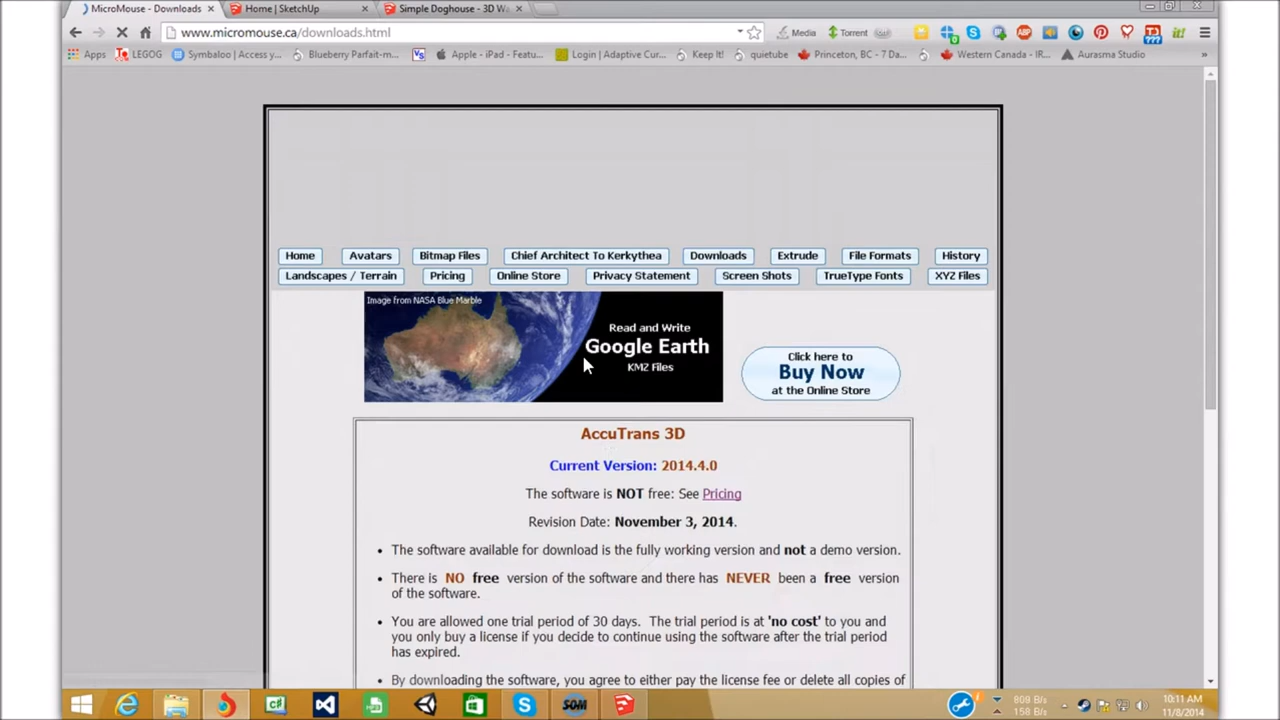 MicroMouse - Downloads
Home | SketchUp
Simple Doghouse - 3D Wa
www.micromouse.ca/downloads.html
Media
Torrent
Apps
LEGOG
Symbaloo | Access y...
Blueberry Parfait-m...
Apple - iPad - Featu...
Login | Adaptive Cur...
Keep It!
quietube
Princeton, BC - 7 Da...
Western Canada - IR...
Aurasma Studio
Home
Avatars
Bitmap Files
Chief Architect To Kerkythea
Downloads
Extrude
File Formats
History
Landscapes / Terrain
Pricing
Online Store
Privacy Statement
Screen Shots
TrueType Fonts
XYZ Files
Image from NASA Blue Marble
Read and Write
Google Earth
KMZ Files
Click here to
Buy Now
at the Online Store
AccuTrans 3D
Current Version: 2014.4.0
The software is NOT free: See Pricing
Revision Date: November 3, 2014.
• The software available for download is the fully working version and not a demo version.
• There is NO free version of the software and there has NEVER been a free version
of the software.
• You are allowed one trial period of 30 days. The trial period is at 'no cost' to you and
you only buy a license if you decide to continue using the software after the trial period
has expired.
• By downloading the software, you agree to either pay the license fee or delete all copies of
SOM
809 B/s
158 B/s
10:11 AM
11/8/2014